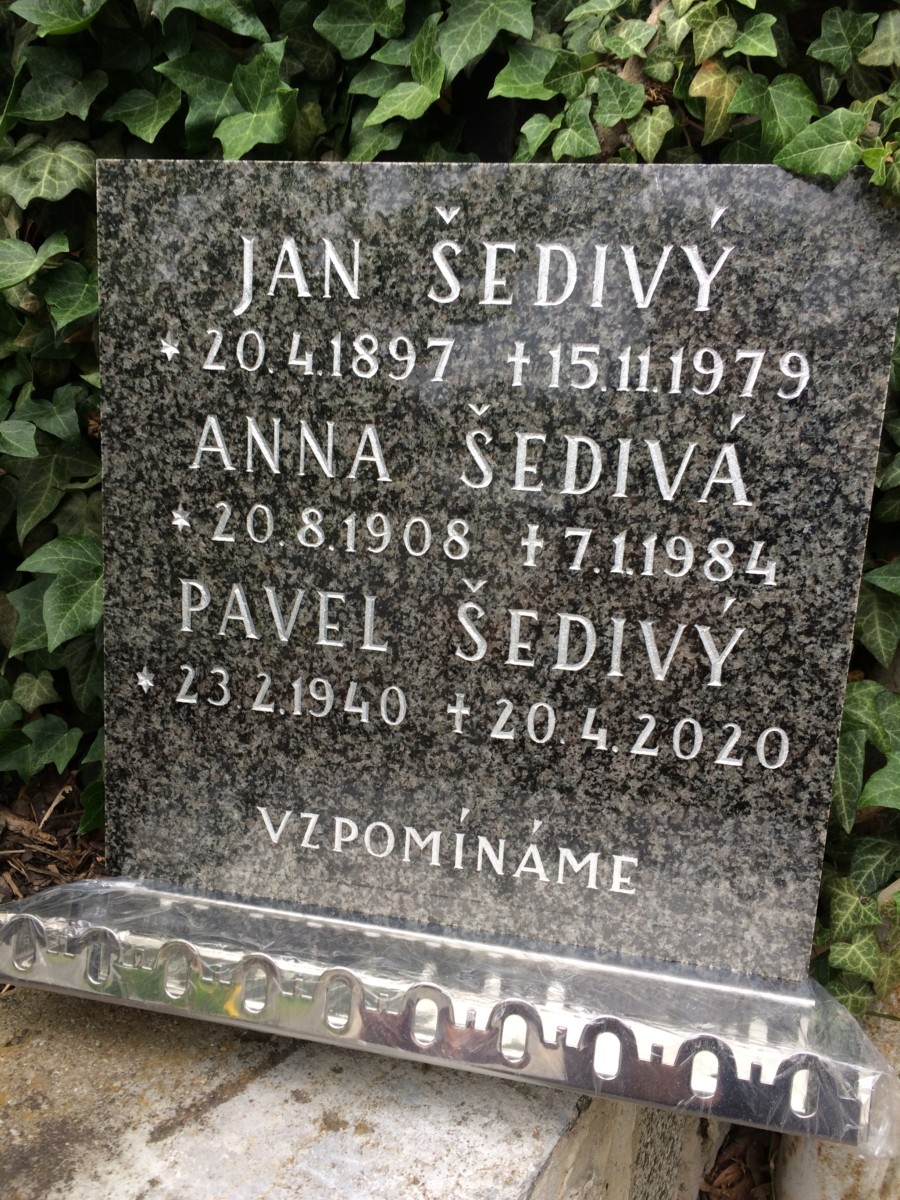 JAN ŠEDIVÝ
* 20.4.1897 † 15.11.1979
ANNA ŠEDIVÁ
* 20.8.1908 † 7.1.1984
PAVEL ŠEDIVÝ
* 23.2.1940 † 20.4.2020
VZPOMÍNÁME